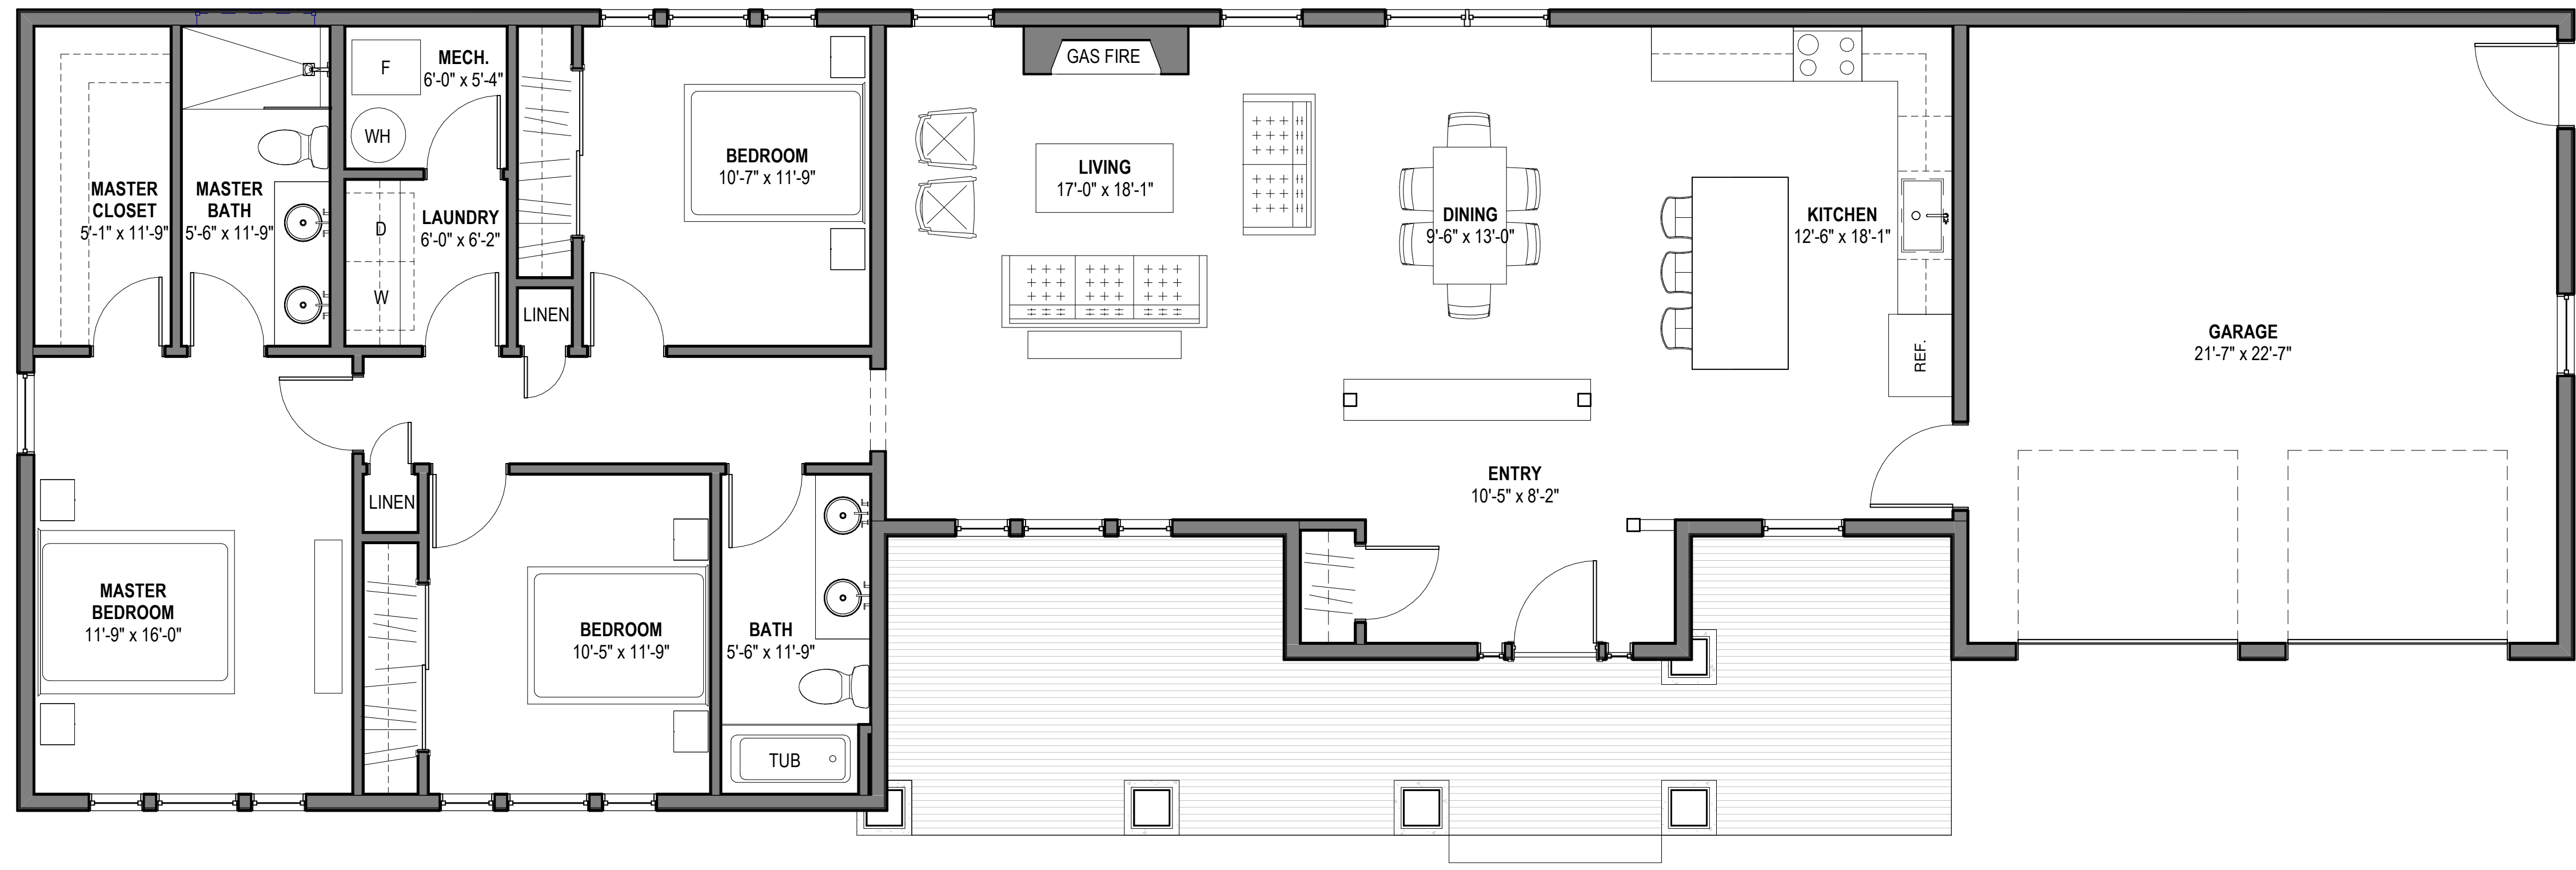 F
MECH.
6'-0" x 5'-4"
WH
GAS FIRE
BEDROOM
10'-7" x 11'-9"
LIVING
17'-0" x 18'-1"
MASTER
CLOSET
5'-1" x 11'-9"
MASTER
BATH
5'-6" x 11'-9"
D
LAUNDRY
6'-0" x 6'-2"
W
LINEN
DINING
9'-6" x 13'-0"
KITCHEN
12'-6" x 18'-1"
REF.
GARAGE
21'-7" x 22'-7"
ENTRY
10'-5" x 8'-2"
LINEN
MASTER
BEDROOM
11'-9" x 16'-0"
BEDROOM
10'-5" x 11'-9"
BATH
5'-6" x 11'-9"
TUB